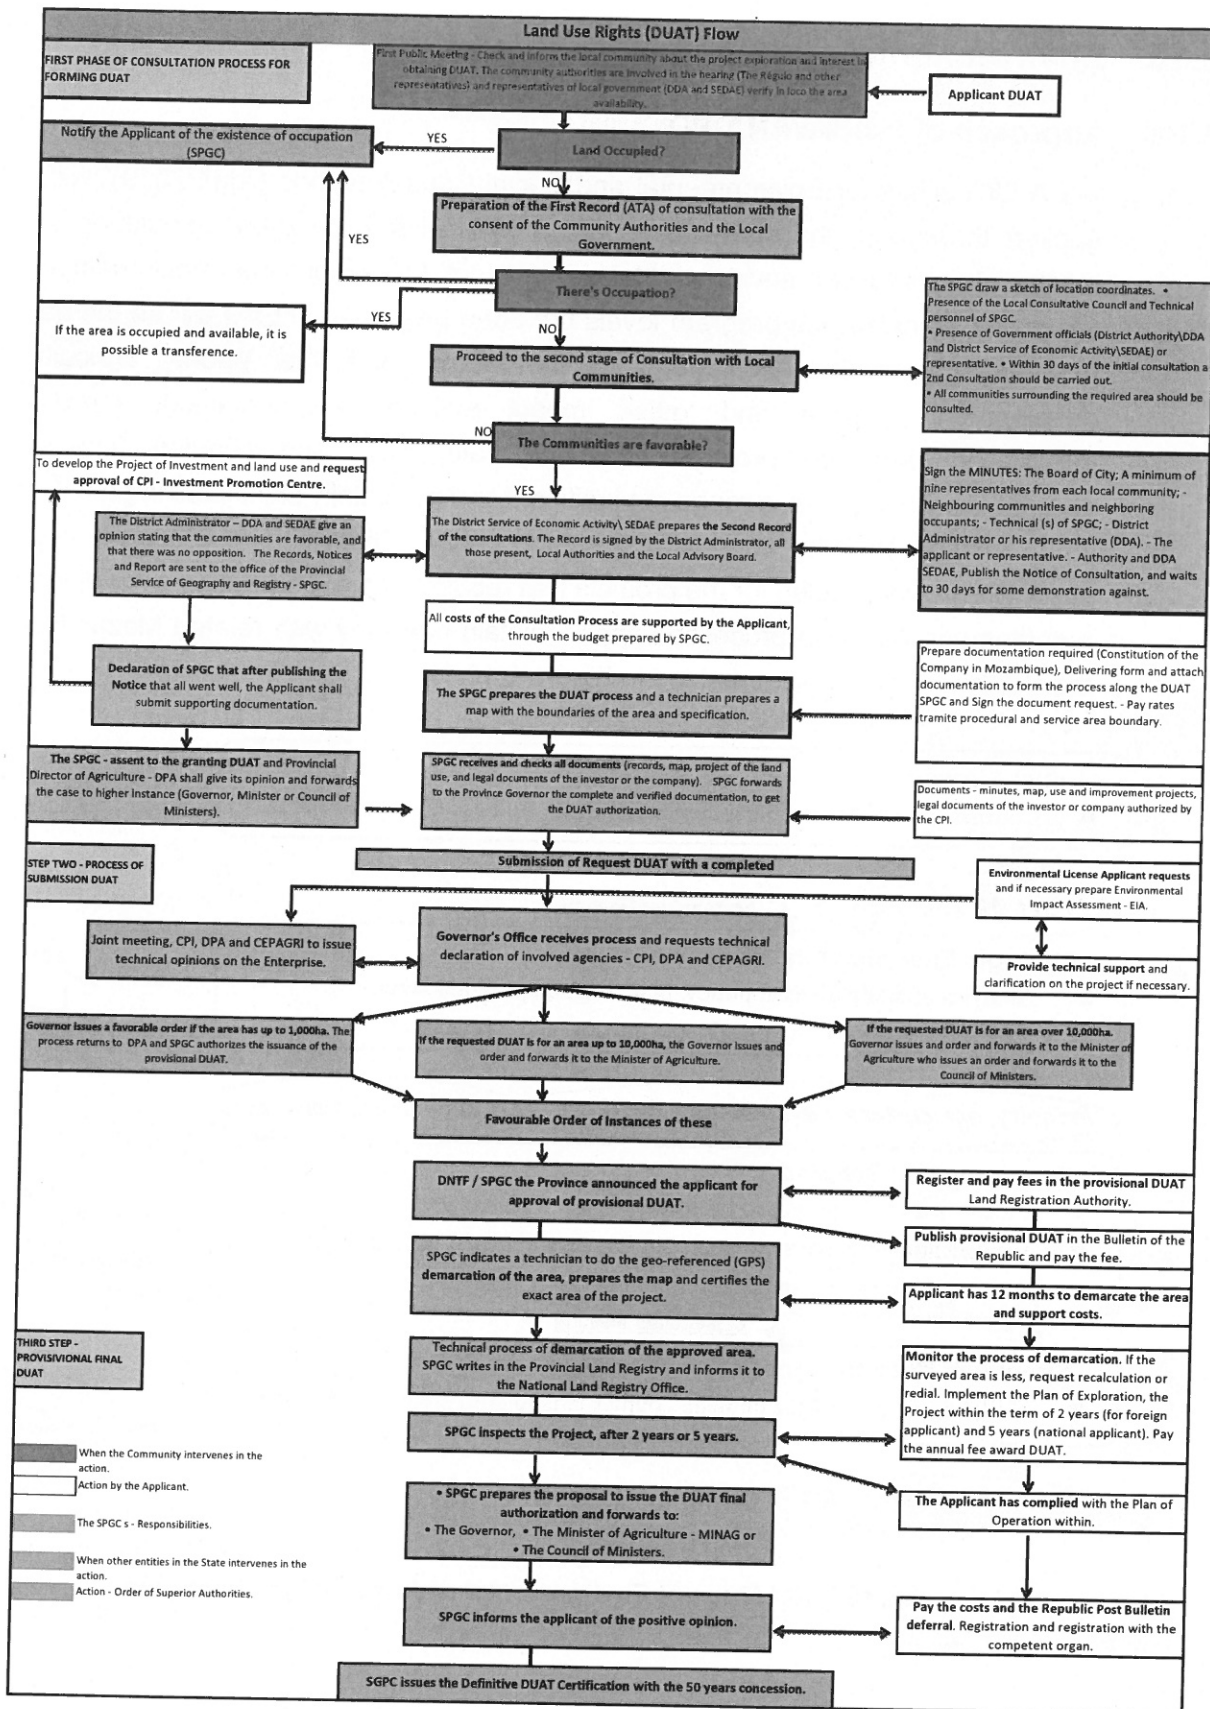 Land Use Rights (DUAT) Flow
FIRST PHASE OF CONSULTATION PROCESS FOR
FORMING DUAT
First Public Meeting - Check and inform the local community about the project exploration and interest in
obtaining DUAT. The community authorities are involved in the hearing (The Régulo and other
representatives) and representatives of local government (DDA and SEDAE) verify in loco the area
availability.
Applicant DUAT
Notify the Applicant of the existence of occupation
(SPGC)
YES
Land Occupied?
NO
Preparation of the First Record (ATA) of consultation with the
consent of the Community Authorities and the Local
Government.
YES
There's Occupation?
YES
If the area is occupied and available, it is
possible a transference.
NO
Proceed to the second stage of Consultation with Local
Communities.
The SPGC draw a sketch of location coordinates. •
Presence of the Local Consultative Council and Technical
personnel of SPGC.
• Presence of Government officials (District Authority\DDA
and District Service of Economic Activity\SEDAE) or
representative. • Within 30 days of the initial consultation a
2nd Consultation should be carried out.
• All communities surrounding the required area should be
consulted.
NO
The Communities are favorable?
YES
To develop the Project of Investment and land use and request
approval of CPI - Investment Promotion Centre.
The District Administrator – DDA and SEDAE give an
opinion stating that the communities are favorable, and
that there was no opposition. The Records, Notices
and Report are sent to the office of the Provincial
Service of Geography and Registry - SPGC.
The District Service of Economic Activity\ SEDAE prepares the Second Record
of the consultations. The Record is signed by the District Administrator, all
those present, Local Authorities and the Local Advisory Board.
Sign the MINUTES: The Board of City; A minimum of
nine representatives from each local community; -
Neighbouring communities and neighboring
occupants; - Technical (s) of SPGC; - District
Administrator or his representative (DDA). - The
applicant or representative. - Authority and DDA
SEDAE, Publish the Notice of Consultation, and waits
to 30 days for some demonstration against.
All costs of the Consultation Process are supported by the Applicant,
through the budget prepared by SPGC.
Declaration of SPGC that after publishing the
Notice that all went well, the Applicant shall
submit supporting documentation.
The SPGC prepares the DUAT process and a technician prepares a
map with the boundaries of the area and specification.
Prepare documentation required (Constitution of the
Company in Mozambique), Delivering form and attach
documentation to form the process along the DUAT
SPGC and Sign the document request. - Pay rates
tramite procedural and service area boundary.
The SPGC - assent to the granting DUAT and Provincial
Director of Agriculture - DPA shall give its opinion and forwards
the case to higher Instance (Governor, Minister or Council of
Ministers).
SPGC receives and checks all documents (records, map, project of the land
use, and legal documents of the investor or the company). SPGC forwards
to the Province Governor the complete and verified documentation, to get
the DUAT authorization.
Documents - minutes, map, use and improvement projects,
legal documents of the investor or company authorized by
the CPI.
STEP TWO - PROCESS OF
SUBMISSION DUAT
Submission of Request DUAT with a completed
Environmental License Applicant requests
and if necessary prepare Environmental
Impact Assessment - EIA.
Joint meeting, CPI, DPA and CEPAGRI to issue
technical opinions on the Enterprise.
Governor's Office receives process and requests technical
declaration of involved agencies - CPI, DPA and CEPAGRI.
Provide technical support and
clarification on the project if necessary.
Governor issues a favorable order if the area has up to 1,000ha. The
process returns to DPA and SPGC authorizes the issuance of the
provisional DUAT.
If the requested DUAT is for an area up to 10,000ha, the Governor Issues and
order and forwards it to the Minister of Agriculture.
If the requested DUAT is for an area over 10,000ha.
Governor issues and order and forwards it to the Minister of
Agriculture who issues an order and forwards it to the
Council of Ministers.
Favourable Order of Instances of these
DNTF / SPGC the Province announced the applicant for
approval of provisional DUAT.
Register and pay fees in the provisional DUAT
Land Registration Authority.
Publish provisional DUAT in the Bulletin of the
Republic and pay the fee.
SPGC indicates a technician to do the geo-referenced (GPS)
demarcation of the area, prepares the map and certifies the
exact area of the project.
Applicant has 12 months to demarcate the area
and support costs.
THIRD STEP -
PROVISIVIONAL FINAL
DUAT
Technical process of demarcation of the approved area.
SPGC writes in the Provincial Land Registry and informs it to
the National Land Registry Office.
Monitor the process of demarcation. If the
surveyed area is less, request recalculation or
redial. Implement the Plan of Exploration, the
Project within the term of 2 years (for foreign
applicant) and 5 years (national applicant). Pay
the annual fee award DUAT.
SPGC inspects the Project, after 2 years or 5 years.
When the Community intervenes in the
action.
Action by the Applicant.
The SPGC s - Responsibilities.
When other entities in the State intervenes in the
action.
Action - Order of Superior Authorities.
• SPGC prepares the proposal to issue the DUAT final
authorization and forwards to:
• The Governor, • The Minister of Agriculture - MINAG or
• The Council of Ministers.
The Applicant has complied with the Plan of
Operation within.
SPGC informs the applicant of the positive opinion.
Pay the costs and the Republic Post Bulletin
deferral. Registration and registration with the
competent organ.
SGPC issues the Definitive DUAT Certification with the 50 years concession.